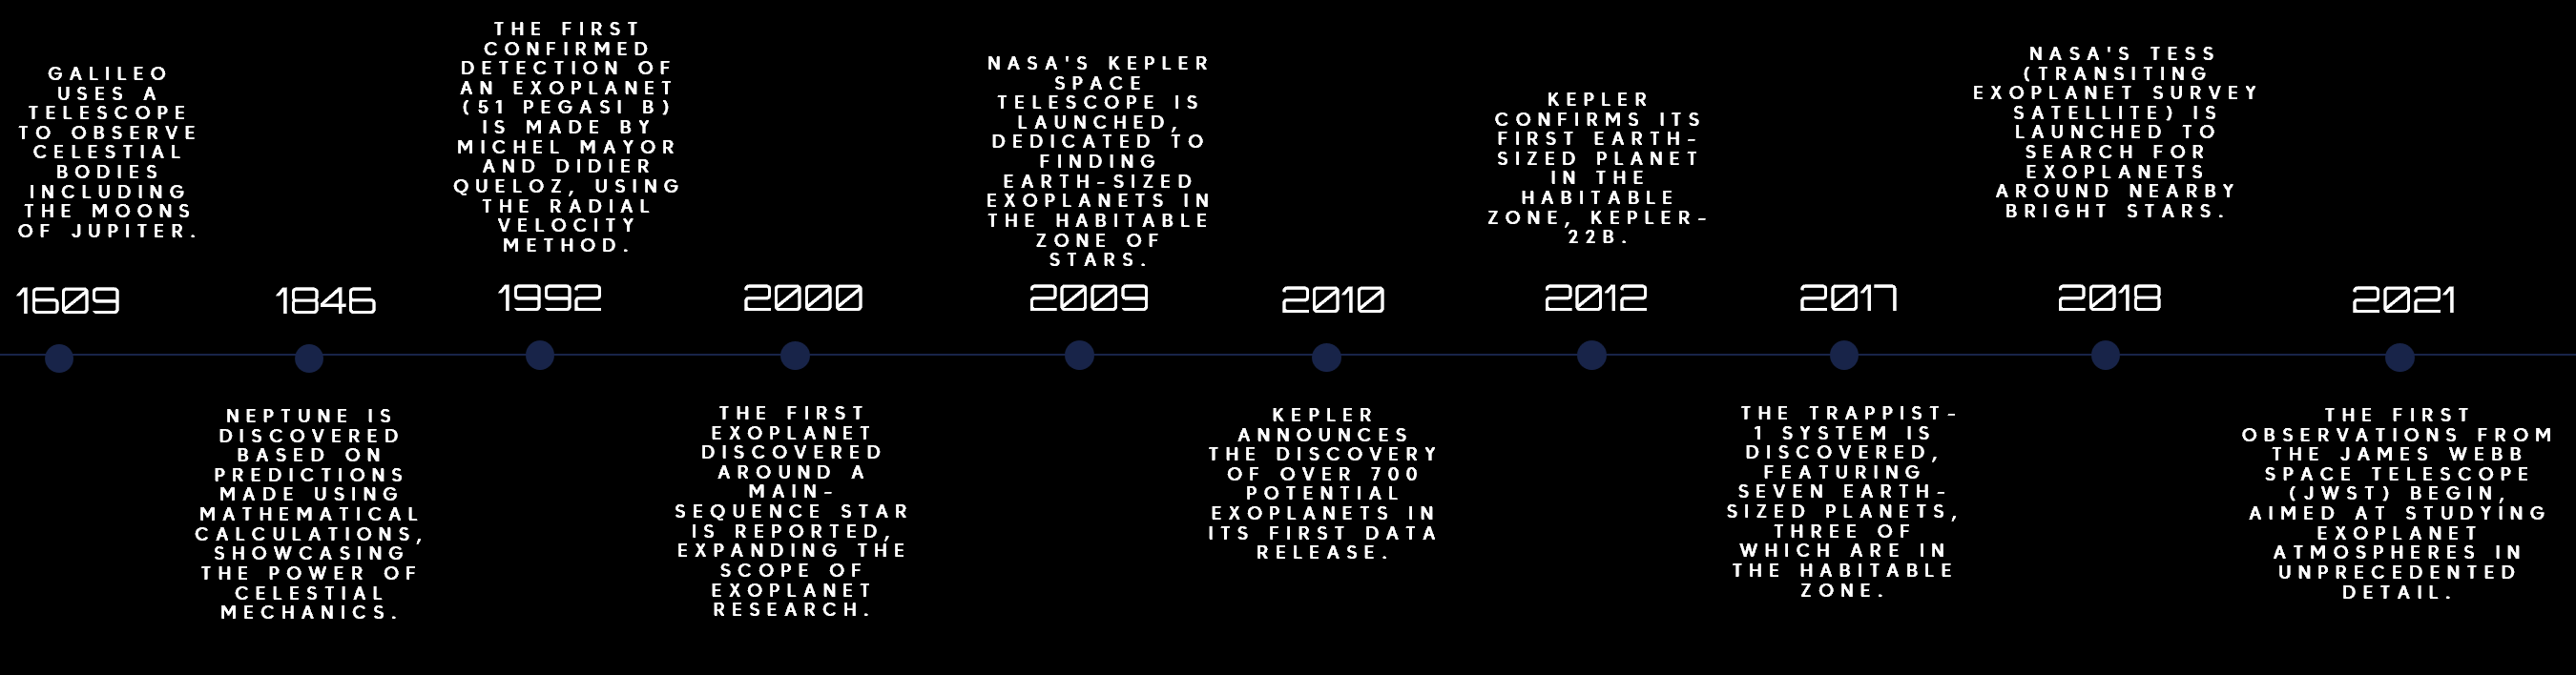 GALILEO
USES A
TELESCOPE
TO OBSERVE
CELESTIAL
BODIES
INCLUDING
THE MOONS
OF JUPITER.
1609
1846
NEPTUNE IS
DISCOVERED
BASED ON
PREDICTIONS
MADE USING
MATHEMATICAL
CALCULATIONS,
SHOWCASING
THE POWER OF
CELESTIAL
MECHANICS.
THE FIRST
CONFIRMED
DETECTION OF
AN EXOPLANET
(51 PEGASI B)
IS MADE BY
MICHEL MAYOR
AND DIDIER
QUELOZ, USING
THE RADIAL
VELOCITY
METHOD.
1992
2000
THE FIRST
EXOPLANET
DISCOVERED
AROUND A
MAIN-
SEQUENCE STAR
IS REPORTED,
EXPANDING THE
SCOPE OF
EXOPLANET
RESEARCH.
NASA'S KEPLER
SPACE
TELESCOPE IS
LAUNCHED,
DEDICATED TO
FINDING
EARTH-SIZED
EXOPLANETS IN
THE HABITABLE
ZONE OF
STARS.
2009
2010
KEPLER
ANNOUNCES
THE DISCOVERY
OF OVER 700
POTENTIAL
EXOPLANETS IN
ITS FIRST DATA
RELEASE.
KEPLER
CONFIRMS ITS
FIRST EARTH-
SIZED PLANET
IN THE
HABITABLE
ZONE, KEPLER-
22B.
2012
2017
THE TRAPPIST-
1 SYSTEM IS
DISCOVERED,
FEATURING
SEVEN EARTH-
SIZED PLANETS,
THREE OF
WHICH ARE IN
THE HABITABLE
ZONE.
NASA'S TESS
(TRANSITING
EXOPLANET SURVEY
SATELLITE) IS
LAUNCHED TO
SEARCH FOR
EXOPLANETS
AROUND NEARBY
BRIGHT STARS.
2018
2021
THE FIRST
OBSERVATIONS FROM
THE JAMES WEBB
SPACE TELESCOPE
(JWST) BEGIN,
AIMED AT STUDYING
EXOPLANET
ATMOSPHERES IN
UNPRECEDENTED
DETAIL.